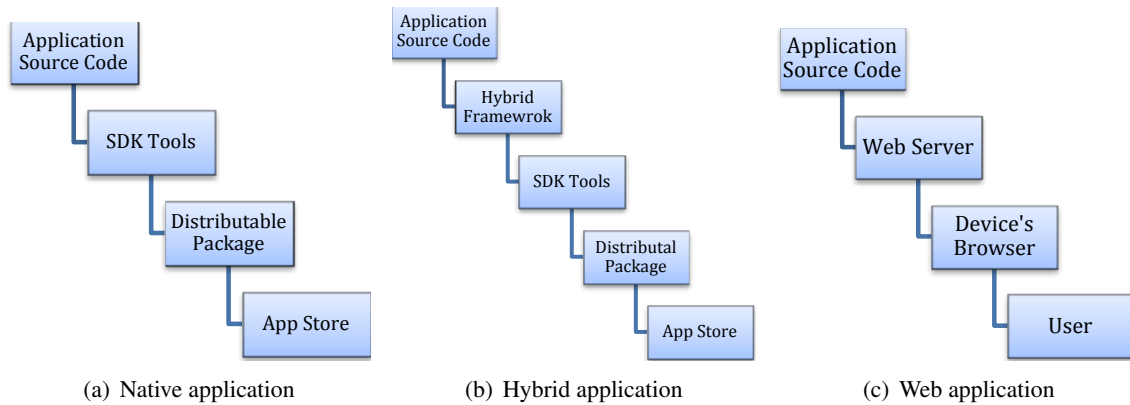 Application
Source Code
SDK Tools
Distributable
Package
App Store
(a) Native application
Application
Source Code
Hybrid
Framewrok
SDK Tools
Distributal
Package
App Store
(b) Hybrid application
Application
Source Code
Web Server
Device's
Browser
User
(c) Web application